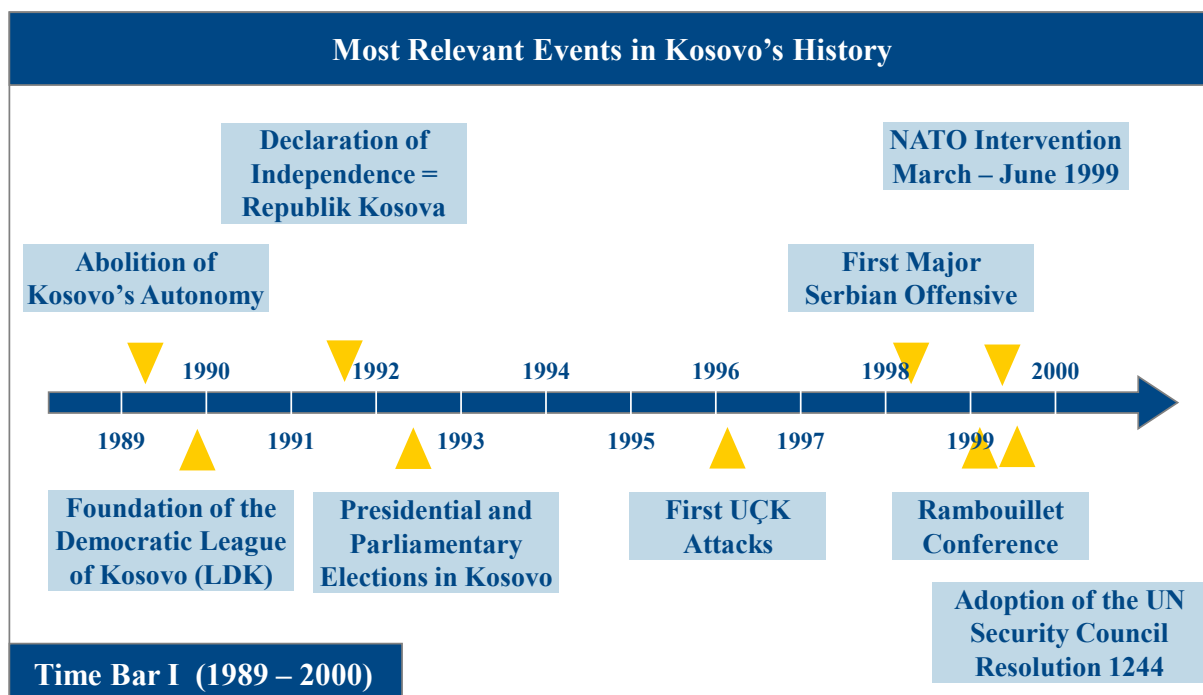 Most Relevant Events in Kosovo's History
Declaration of
Independence =
Republik Kosova
NATO Intervention
March – June 1999
Abolition of
Kosovo's Autonomy
First Major
Serbian Offensive
1990
1992
1994
1996
1998
2000
1989
1991
1993
1995
1997
1999
Foundation of the
Democratic League
of Kosovo (LDK)
Presidential and
Parliamentary
Elections in Kosovo
First UÇK
Attacks
Rambouillet
Conference
Adoption of the UN
Security Council
Resolution 1244
Time Bar I (1989 – 2000)